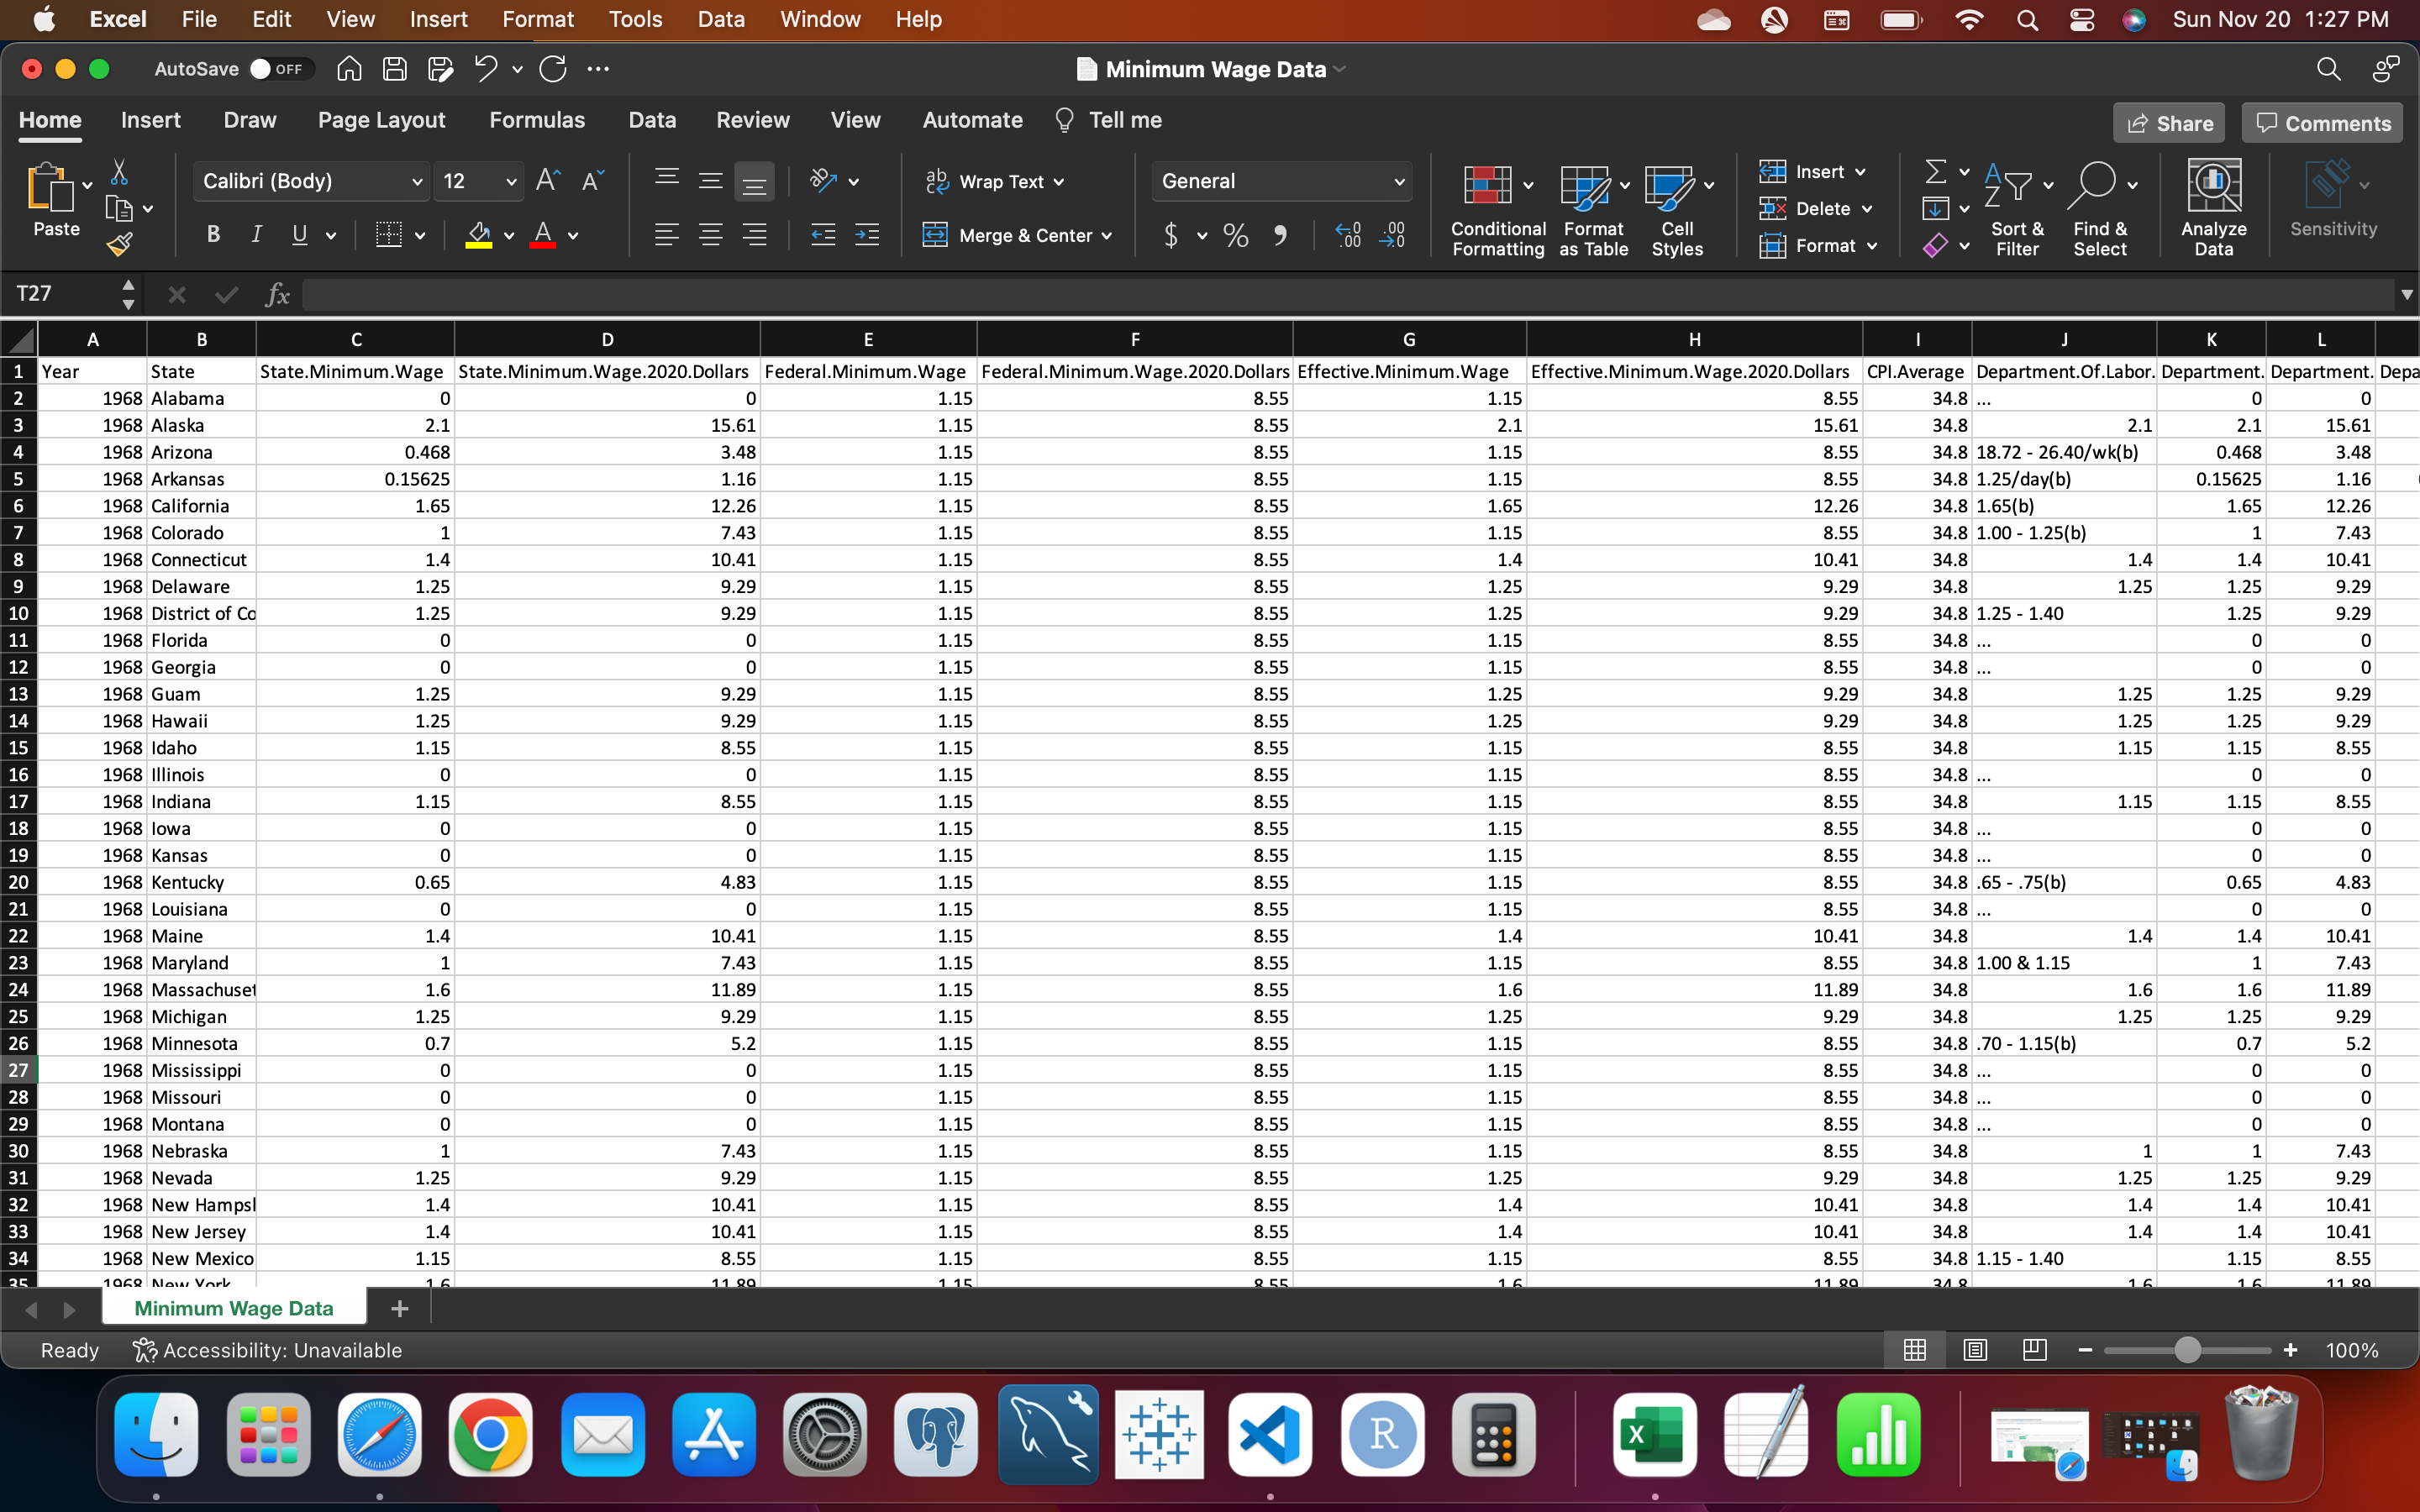 Excel File Edit View Insert Format Tools Data Window Help Sun Nov 20 1:27 PM
AutoSave OFF Minimum Wage Data
Home Insert Draw Page Layout Formulas Data Review View Automate Tell me Share Comments
Paste Calibri (Body) 12 Wrap Text General Conditional Formatting Format as Table Cell Styles Insert Sort & Filter Find & Select Analyze Data Sensitivity
B I U Merge & Center $ % Delete
Format
T27 fx
A B C D E F G H I J K L
1 Year State State.Minimum.Wage State.Minimum.Wage.2020.Dollars Federal.Minimum.Wage Federal.Minimum.Wage.2020.Dollars Effective.Minimum.Wage Effective.Minimum.Wage.2020.Dollars CPI.Average Department.Of.Labor. Department. Department. Depa
2 1968 Alabama 0 0 1.15 8.55 1.15 8.55 34.8 ... 0 0
3 1968 Alaska 2.1 15.61 1.15 8.55 2.1 15.61 34.8 2.1 2.1 15.61
4 1968 Arizona 0.468 3.48 1.15 8.55 1.15 8.55 34.8 18.72 - 26.40/wk(b) 0.468 3.48
5 1968 Arkansas 0.15625 1.16 1.15 8.55 1.15 8.55 34.8 1.25/day(b) 0.15625 1.16
6 1968 California 1.65 12.26 1.15 8.55 1.65 12.26 34.8 1.65(b) 1.65 12.26
7 1968 Colorado 1 7.43 1.15 8.55 1.15 8.55 34.8 1.00 - 1.25(b) 1 7.43
8 1968 Connecticut 1.4 10.41 1.15 8.55 1.4 10.41 34.8 1.4 1.4 10.41
9 1968 Delaware 1.25 9.29 1.15 8.55 1.25 9.29 34.8 1.25 1.25 9.29
10 1968 District of Co 1.25 9.29 1.15 8.55 1.25 9.29 34.8 1.25 - 1.40 1.25 9.29
11 1968 Florida 0 0 1.15 8.55 1.15 8.55 34.8 ... 0 0
12 1968 Georgia 0 0 1.15 8.55 1.15 8.55 34.8 ... 0 0
13 1968 Guam 1.25 9.29 1.15 8.55 1.25 9.29 34.8 1.25 1.25 9.29
14 1968 Hawaii 1.25 9.29 1.15 8.55 1.25 9.29 34.8 1.25 1.25 9.29
15 1968 Idaho 1.15 8.55 1.15 8.55 1.15 8.55 34.8 1.15 1.15 8.55
16 1968 Illinois 0 0 1.15 8.55 1.15 8.55 34.8 ... 0 0
17 1968 Indiana 1.15 8.55 1.15 8.55 1.15 8.55 34.8 1.15 1.15 8.55
18 1968 Iowa 0 0 1.15 8.55 1.15 8.55 34.8 ... 0 0
19 1968 Kansas 0 0 1.15 8.55 1.15 8.55 34.8 ... 0 0
20 1968 Kentucky 0.65 4.83 1.15 8.55 1.15 8.55 34.8 .65 - .75(b) 0.65 4.83
21 1968 Louisiana 0 0 1.15 8.55 1.15 8.55 34.8 ... 0 0
22 1968 Maine 1.4 10.41 1.15 8.55 1.4 10.41 34.8 1.4 1.4 10.41
23 1968 Maryland 1 7.43 1.15 8.55 1.15 8.55 34.8 1.00 & 1.15 1 7.43
24 1968 Massachuset 1.6 11.89 1.15 8.55 1.6 11.89 34.8 1.6 1.6 11.89
25 1968 Michigan 1.25 9.29 1.15 8.55 1.25 9.29 34.8 1.25 1.25 9.29
26 1968 Minnesota 0.7 5.2 1.15 8.55 1.15 8.55 34.8 .70 - 1.15(b) 0.7 5.2
27 1968 Mississippi 0 0 1.15 8.55 1.15 8.55 34.8 ... 0 0
28 1968 Missouri 0 0 1.15 8.55 1.15 8.55 34.8 ... 0 0
29 1968 Montana 0 0 1.15 8.55 1.15 8.55 34.8 ... 0 0
30 1968 Nebraska 1 7.43 1.15 8.55 1.15 8.55 34.8 1 1 7.43
31 1968 Nevada 1.25 9.29 1.15 8.55 1.25 9.29 34.8 1.25 1.25 9.29
32 1968 New Hampsl 1.4 10.41 1.15 8.55 1.4 10.41 34.8 1.4 1.4 10.41
33 1968 New Jersey 1.4 10.41 1.15 8.55 1.4 10.41 34.8 1.4 1.4 10.41
34 1968 New Mexico 1.15 8.55 1.15 8.55 1.15 8.55 34.8 1.15 - 1.40 1.15 8.55
35 1968 New York 1.6 11.89 1.15 8.55 1.6 11.89 34.8 1.6 1.6 11.89
Minimum Wage Data
Ready Accessibility: Unavailable 100%